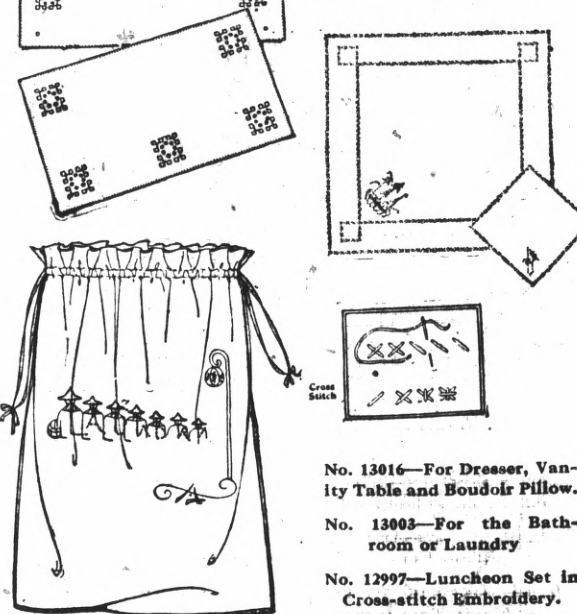 Cross
Stitch
No. 13016—For Dresser, Van-
ity Table and Boudoir Pillow.
No. 13003—For the Bath-
room or Laundry
No. 12997—Luncheon Set in
Cross-stitch Embroidery.